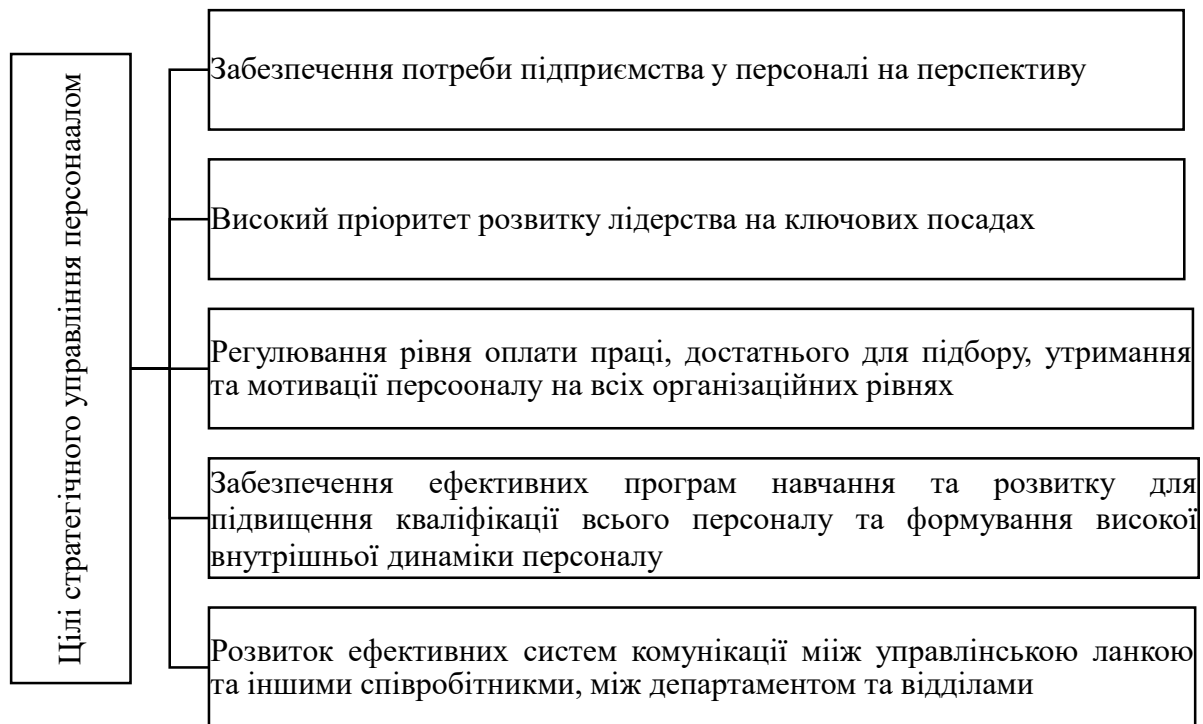 Цілі стратегічного управління персоаалом
Забезпечення потреби підприємства у персоналі на перспективу
Високий пріоритет розвитку лідерства на ключових посадах
Регулювання рівня оплати праці, достатнього для підбору, утримання
та мотивації персооналу на всіх організаційних рівнях
Забезпечення ефективних програм навчання та розвитку для
підвищення кваліфікації всього персоналу та формування високої
внутрішньої динаміки персоналу
Розвиток ефективних систем комунікації мііж управлінською ланкою
та іншими співробітникми, між департаментом та відділами